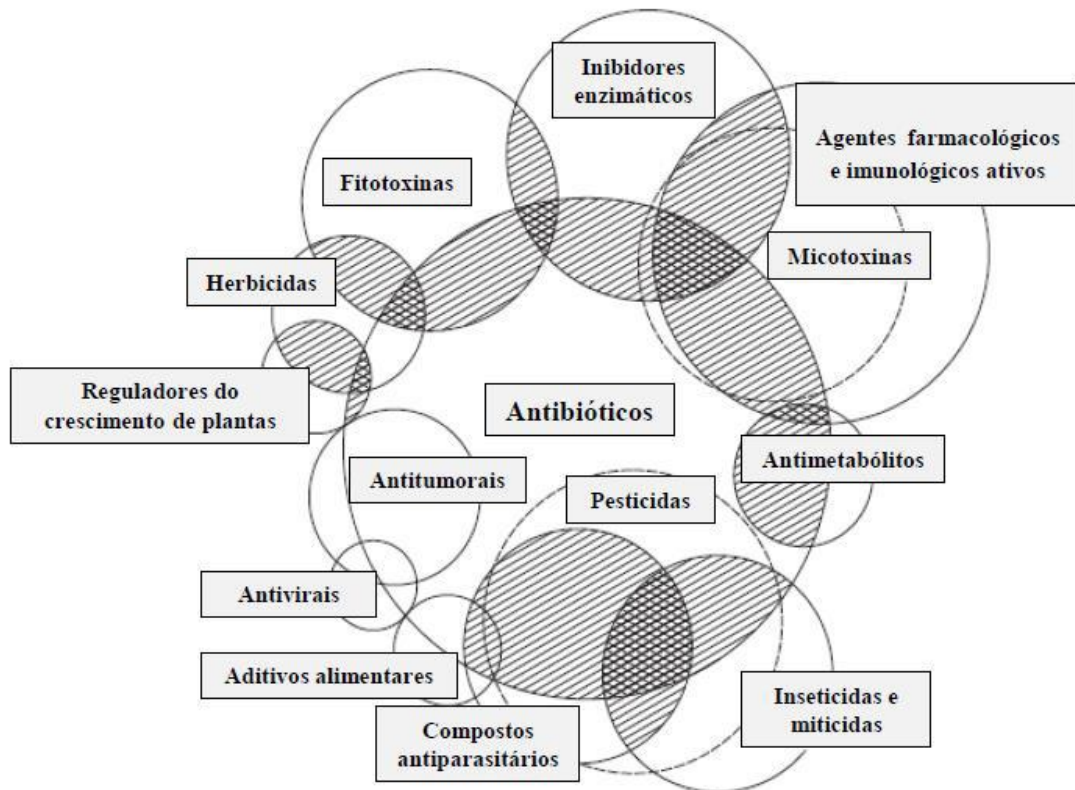 Inibidores
enzimáticos
Agentes farmacológicos
e imunológicos ativos
Fitotoxinas
Micotoxinas
Herbicidas
Reguladores do
crescimento de plantas
Antibióticos
Antimetabólitos
Antitumorais
Pesticidas
Antivirais
Aditivos alimentares
Inseticidas e
miticidas
Compostos
antiparasitários